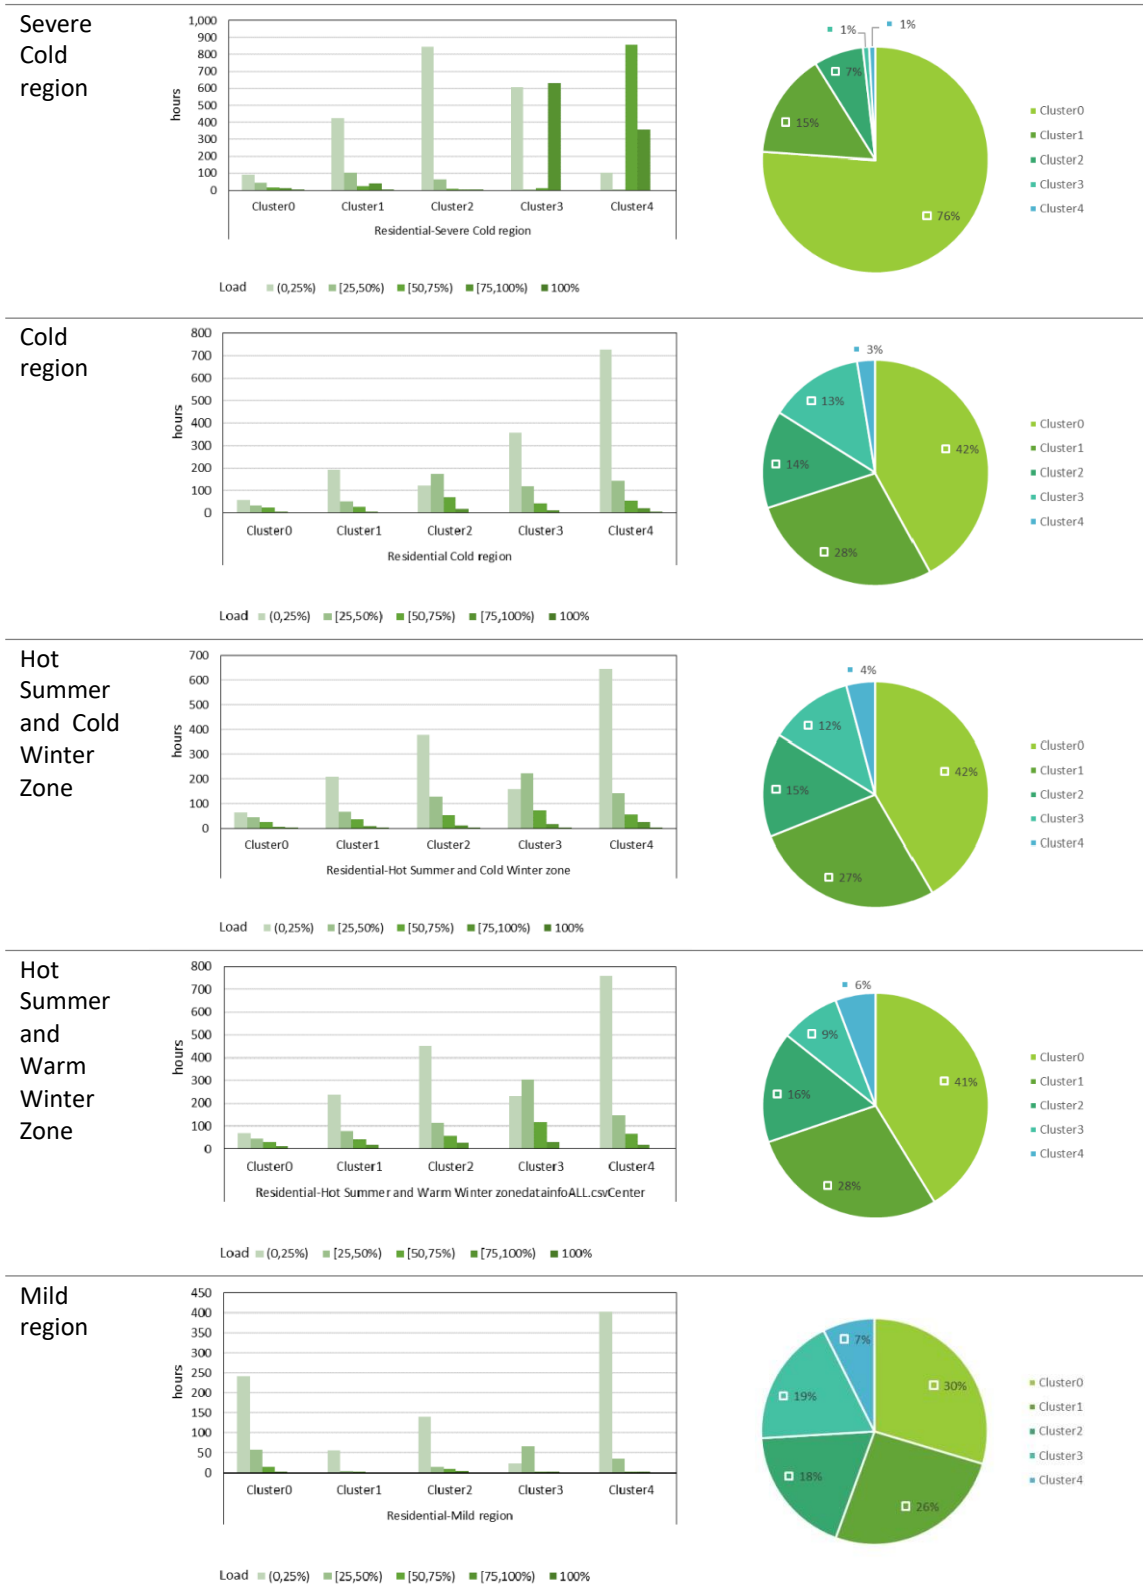 Severe
Cold
region
1,000
900
800
700
600
500
400
300
200
100
0
hours
Cluster0 Cluster1 Cluster2 Cluster3 Cluster4
Residential-Severe Cold region
Load (0,25%) [25,50%) [50,75%) [75,100%) 100%
1% 1%
7%
15%
76%
Cluster0
Cluster1
Cluster2
Cluster3
Cluster4
Cold
region
800
700
600
500
400
300
200
100
0
hours
Cluster0 Cluster1 Cluster2 Cluster3 Cluster4
Residential Cold region
Load (0,25%) [25,50%) [50,75%) [75,100%) 100%
3%
13%
42%
14%
28%
Cluster0
Cluster1
Cluster2
Cluster3
Cluster4
Hot
Summer
and Cold
Winter
Zone
700
600
500
400
300
200
100
0
hours
Cluster0 Cluster1 Cluster2 Cluster3 Cluster4
Residential-Hot Summer and Cold Winter zone
Load (0,25%) [25,50%) [50,75%) [75,100%) 100%
4%
12%
42%
15%
27%
Cluster0
Cluster1
Cluster2
Cluster3
Cluster4
Hot
Summer
and
Warm
Winter
Zone
800
700
600
500
400
300
200
100
0
hours
Cluster0 Cluster1 Cluster2 Cluster3 Cluster4
Residential-Hot Summer and Warm Winter zonedatainfoALL.csvCenter
Load (0,25%) [25,50%) [50,75%) [75,100%) 100%
6%
9%
41%
16%
28%
Cluster0
Cluster1
Cluster2
Cluster3
Cluster4
Mild
region
450
400
350
300
250
200
150
100
50
0
hours
Cluster0 Cluster1 Cluster2 Cluster3 Cluster4
Residential-Mild region
Load (0,25%) [25,50%) [50,75%) [75,100%) 100%
7%
30%
19%
18%
26%
Cluster0
Cluster1
Cluster2
Cluster3
Cluster4